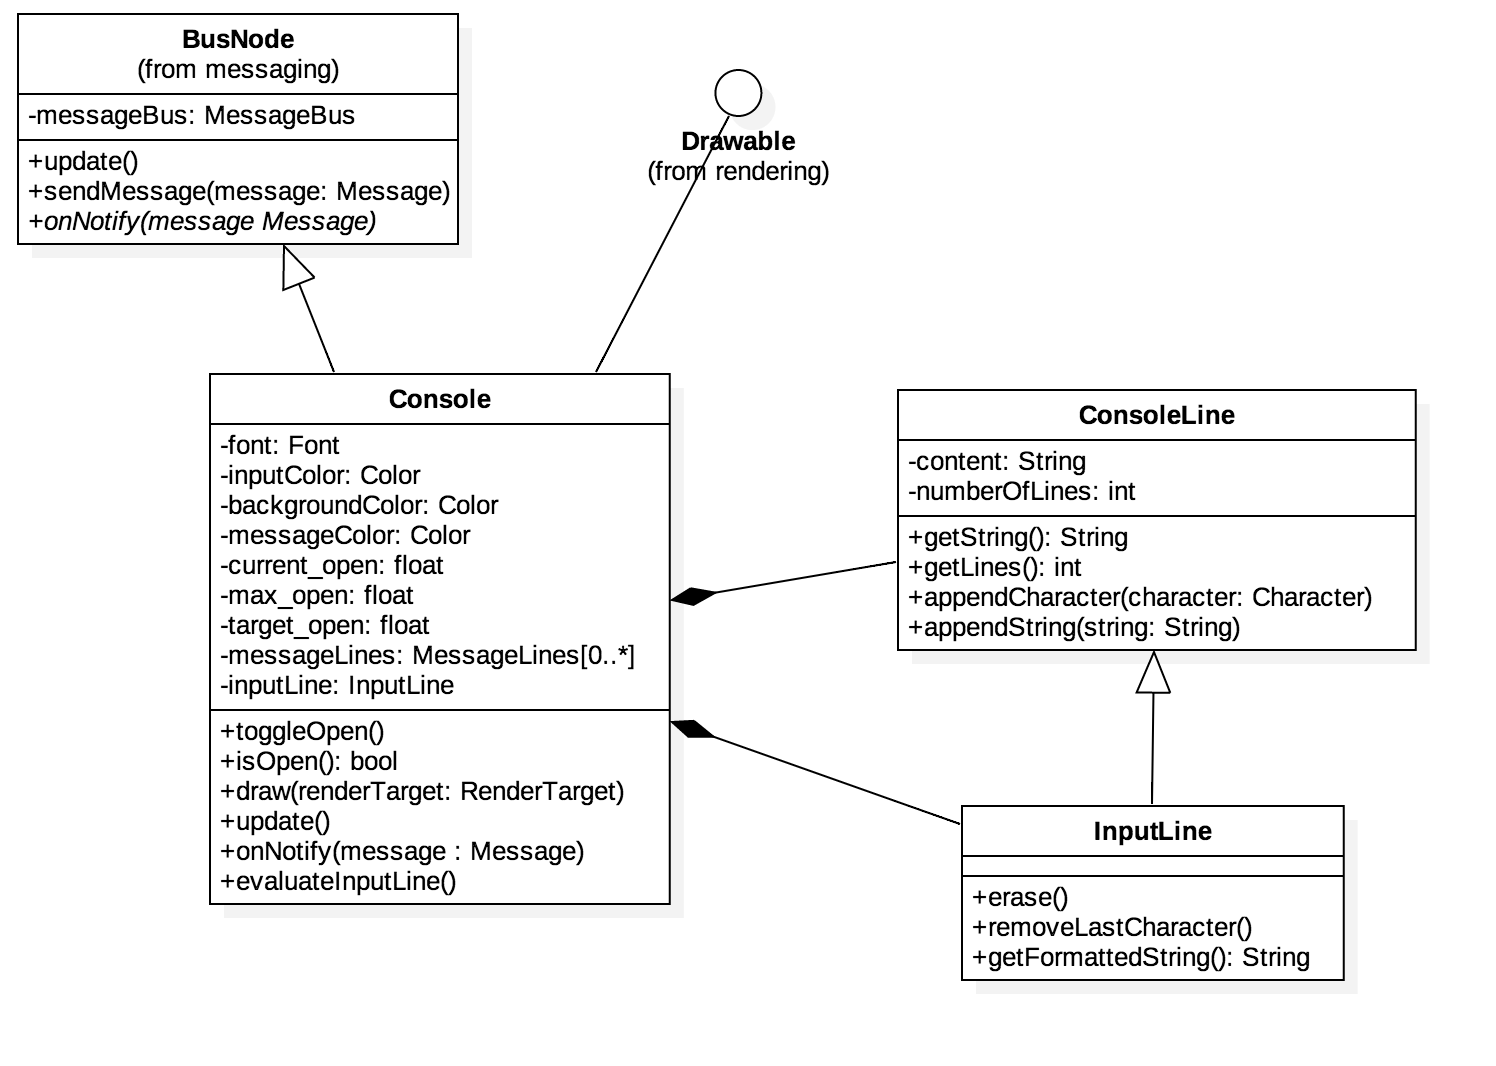 BusNode
(from messaging)
-messageBus: MessageBus
+update()
+sendMessage(message: Message)
+onNotify(message Message)
Drawable
(from rendering)
Console
-font: Font
-inputColor: Color
-backgroundColor: Color
-messageColor: Color
-current_open: float
-max_open: float
-target_open: float
-messageLines: MessageLines[0..*]
-inputLine: InputLine
+toggleOpen()
+isOpen(): bool
+draw(renderTarget: RenderTarget)
+update()
+onNotify(message : Message)
+evaluateInputLine()
ConsoleLine
-content: String
-numberOfLines: int
+getString(): String
+getLines(): int
+appendCharacter(character: Character)
+appendString(string: String)
InputLine
+erase()
+removeLastCharacter()
+getFormattedString(): String